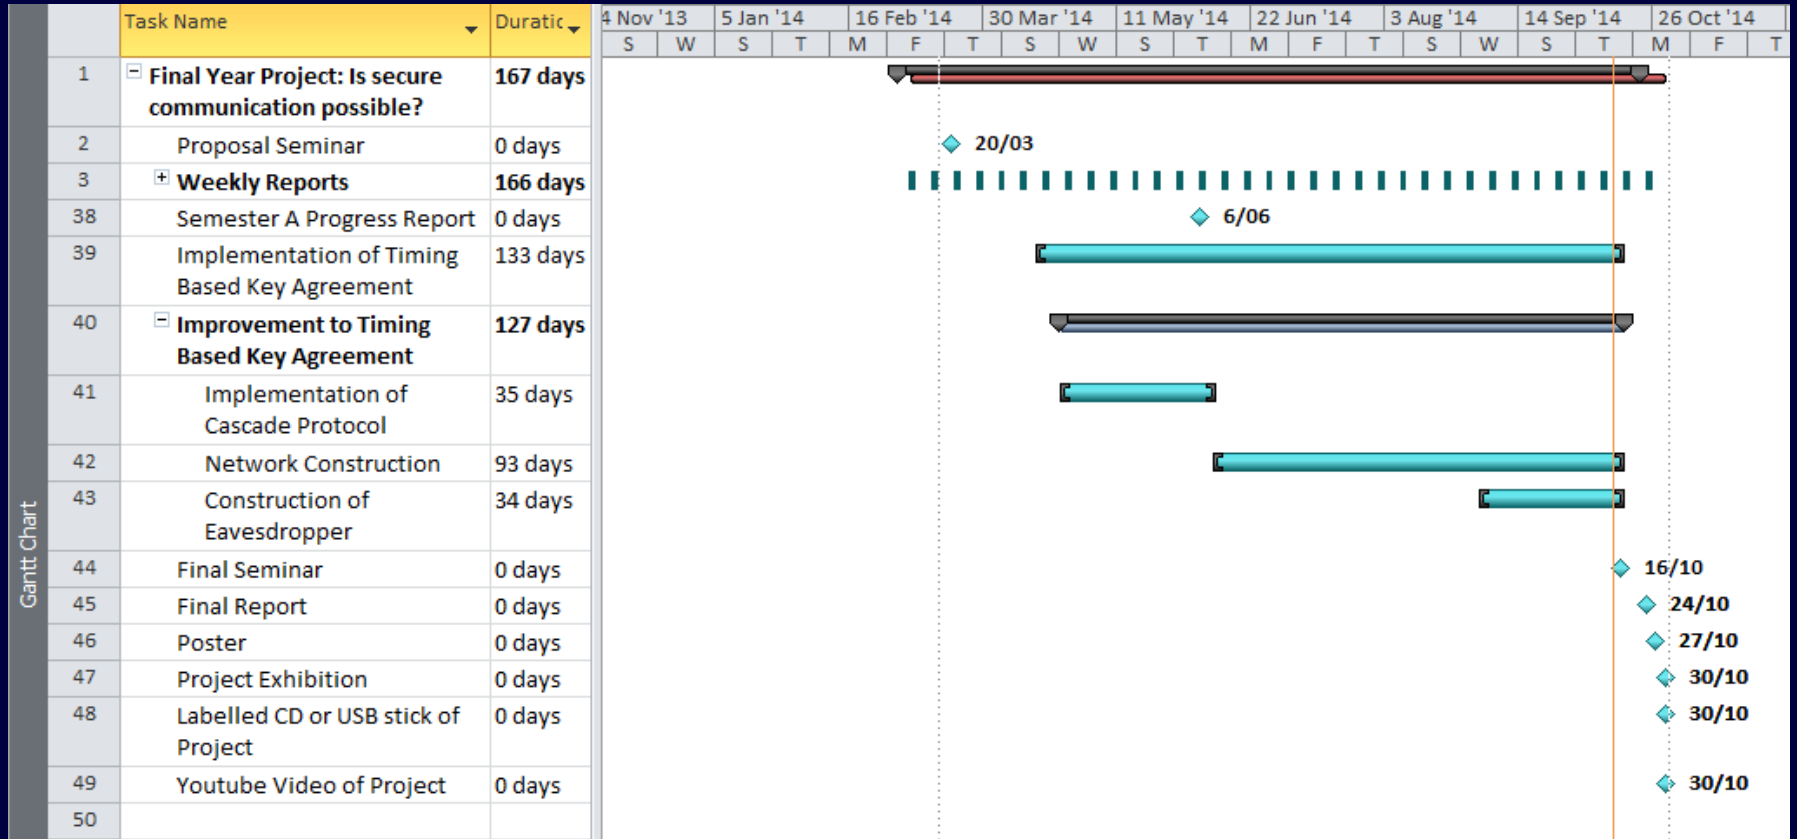 Task Name Duratic 4 Nov '13 5 Jan '14 16 Feb '14 30 Mar '14 11 May '14 22 Jun '14 3 Aug '14 14 Sep '14 26 Oct '14
S W S T M F T S W S T M F T S W S T M F T
1 Final Year Project: Is secure 167 days
communication possible?
2 Proposal Seminar 0 days 20/03
3 Weekly Reports 166 days
38 Semester A Progress Report 0 days 6/06
39 Implementation of Timing 133 days
Based Key Agreement
40 Improvement to Timing 127 days
Based Key Agreement
41 Implementation of 35 days
Cascade Protocol
42 Network Construction 93 days
43 Construction of 34 days
Eavesdropper
44 Final Seminar 0 days 16/10
45 Final Report 0 days 24/10
46 Poster 0 days 27/10
47 Project Exhibition 0 days 30/10
48 Labelled CD or USB stick of 0 days 30/10
Project
49 Youtube Video of Project 0 days 30/10
50
Gantt Chart